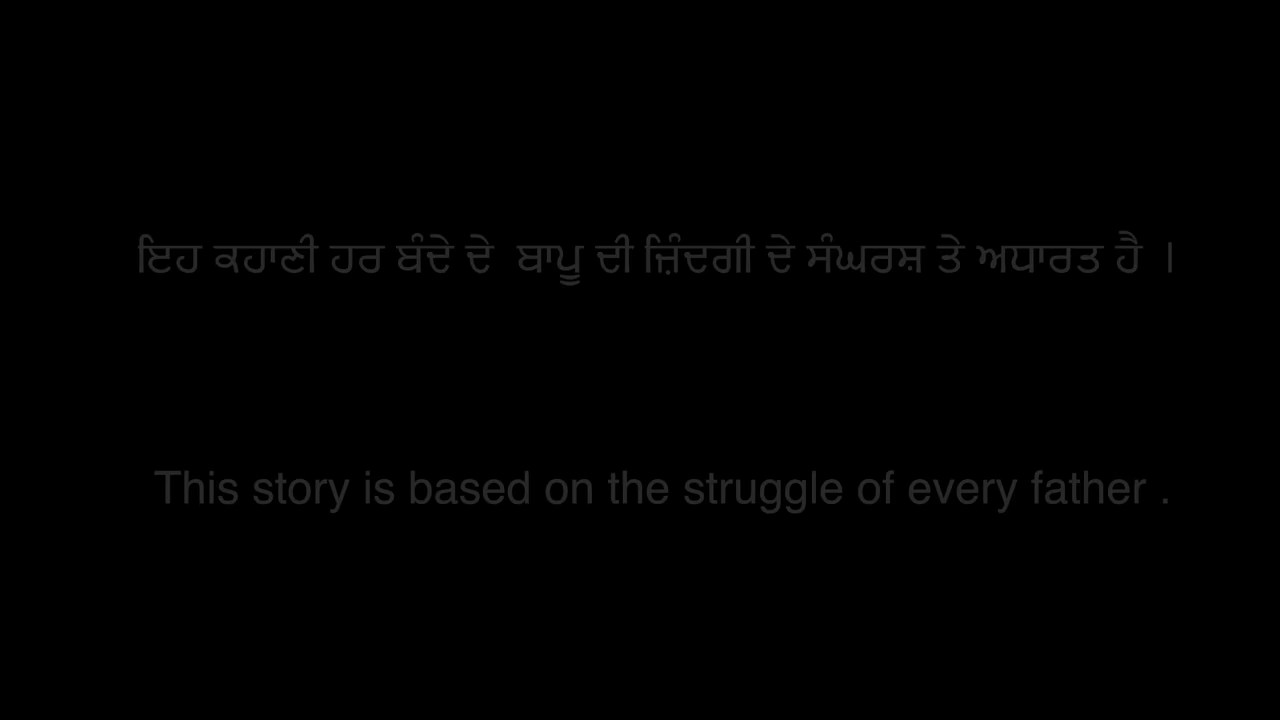 ਇਹ ਕਹਾਣੀ ਹਰ ਬੰਦੇ ਦੇ ਬਾਪੂ ਦੀ ਜ਼ਿੰਦਗੀ ਦੇ ਸੰਘਰਸ਼ ਤੇ ਅਧਾਰਤ ਹੈ ।
This story is based on the struggle of every father .